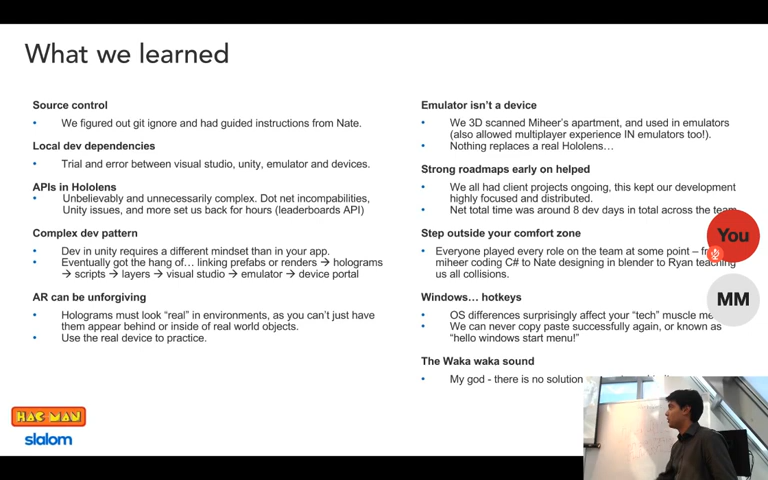 What we learned
Source control
• We figured out git ignore and had guided instructions from Nate.
Local dev dependencies
• Trial and error between visual studio, unity, emulator and devices.
APIs in Hololens
• Unbelievably and unnecessarily complex. Dot net incompabilities,
Unity issues, and more set us back for hours (leaderboards API)
Complex dev pattern
• Dev in unity requires a different mindset than in your app.
• Eventually got the hang of… linking prefabs or renders → holograms
→ scripts → layers → visual studio → emulator → device portal
AR can be unforgiving
• Holograms must look “real” in environments, as you can’t just have
them appear behind or inside of real world objects.
• Use the real device to practice.
HAC MAN
slalom
Emulator isn’t a device
• We 3D scanned Miheer’s apartment, and used in emulators
(also allowed multiplayer experience IN emulators too!).
• Nothing replaces a real Hololens…
Strong roadmaps early on helped
• We all had client projects ongoing, this kept our development
highly focused and distributed.
• Net total time was around 8 dev days in total across the team
Step outside your comfort zone
• Everyone played every role on the team at some point –
miheer coding C# to Nate designing in blender to Ryan teaching
us all collisions.
Windows… hotkeys
• OS differences surprisingly affect your “tech” muscle
• We can never copy paste successfully again, or known as
“hello windows start menu!”
The Waka waka sound
• My god - there is no solution
You
MM